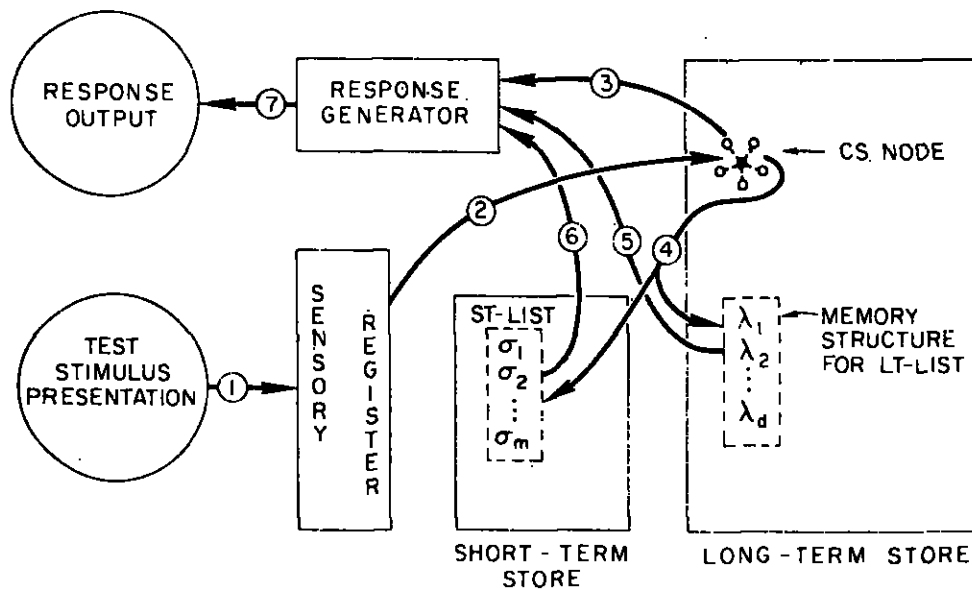 RESPONSE
OUTPUT
7
RESPONSE
GENERATOR
3
CS NODE
2
6
5
4
TEST
STIMULUS
PRESENTATION
1
SENSORY
REGISTER
ST-LIST
σ1
σ2
⋮
σm
λ1
λ2
⋮
λd
MEMORY
STRUCTURE
FOR LT-LIST
SHORT-TERM
STORE
LONG-TERM STORE